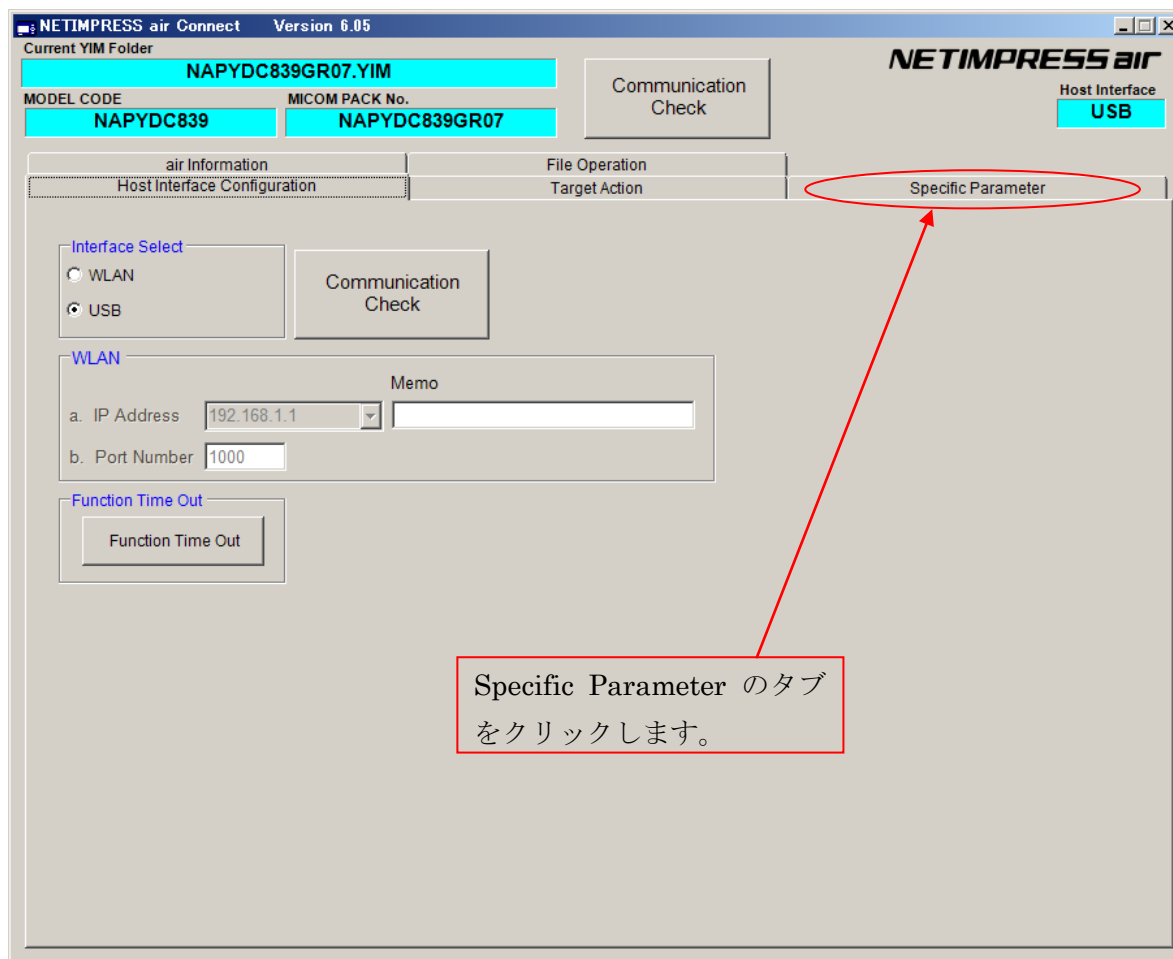 NETIMPRESS air Connect Version 6.05
Current YIM Folder
NAPYDC839GR07.YIM
MODEL CODE
MICOM PACK No.
NAPYDC839
NAPYDC839GR07
Communication
Check
NETIMPRESS air
Host Interface
USB
air Information
File Operation
Host Interface Configuration
Target Action
Specific Parameter
Interface Select
WLAN
USB
Communication
Check
WLAN
Memo
a. IP Address 192.168.1.1
b. Port Number 1000
Function Time Out
Function Time Out
Specific Parameter のタブ
をクリックします。